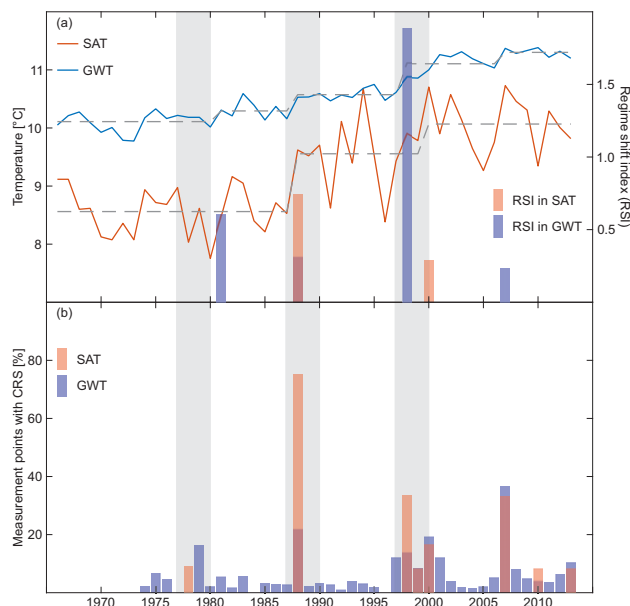 (a)
SAT
GWT
11
10
9
8
Temperature [°C]
1.5
1.0
0.5
Regime shift index (RSI)
RSI in SAT
RSI in GWT
(b)
SAT
GWT
80
60
40
20
Measurement points with CRS [%]
1970
1975
1980
1985
1990
1995
2000
2005
2010